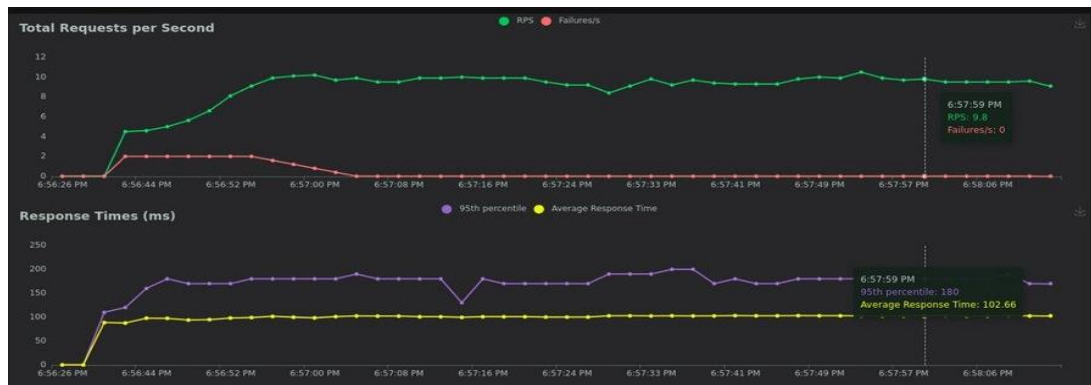 Total Requests per Second
RPS Failures/s
12
10
8
6
4
2
0
6:57:59 PM
RPS: 9.8
Failures/s: 0
6:56:26 PM 6:56:44 PM 6:56:52 PM 6:57:00 PM 6:57:08 PM 6:57:16 PM 6:57:24 PM 6:57:33 PM 6:57:41 PM 6:57:49 PM 6:57:57 PM 6:58:06 PM
Response Times (ms)
95th percentile Average Response Time
250
200
150
100
50
0
6:57:59 PM
95th percentile: 180
Average Response Time: 102.66
6:56:26 PM 6:56:44 PM 6:56:52 PM 6:57:00 PM 6:57:08 PM 6:57:16 PM 6:57:24 PM 6:57:33 PM 6:57:41 PM 6:57:49 PM 6:57:57 PM 6:58:06 PM